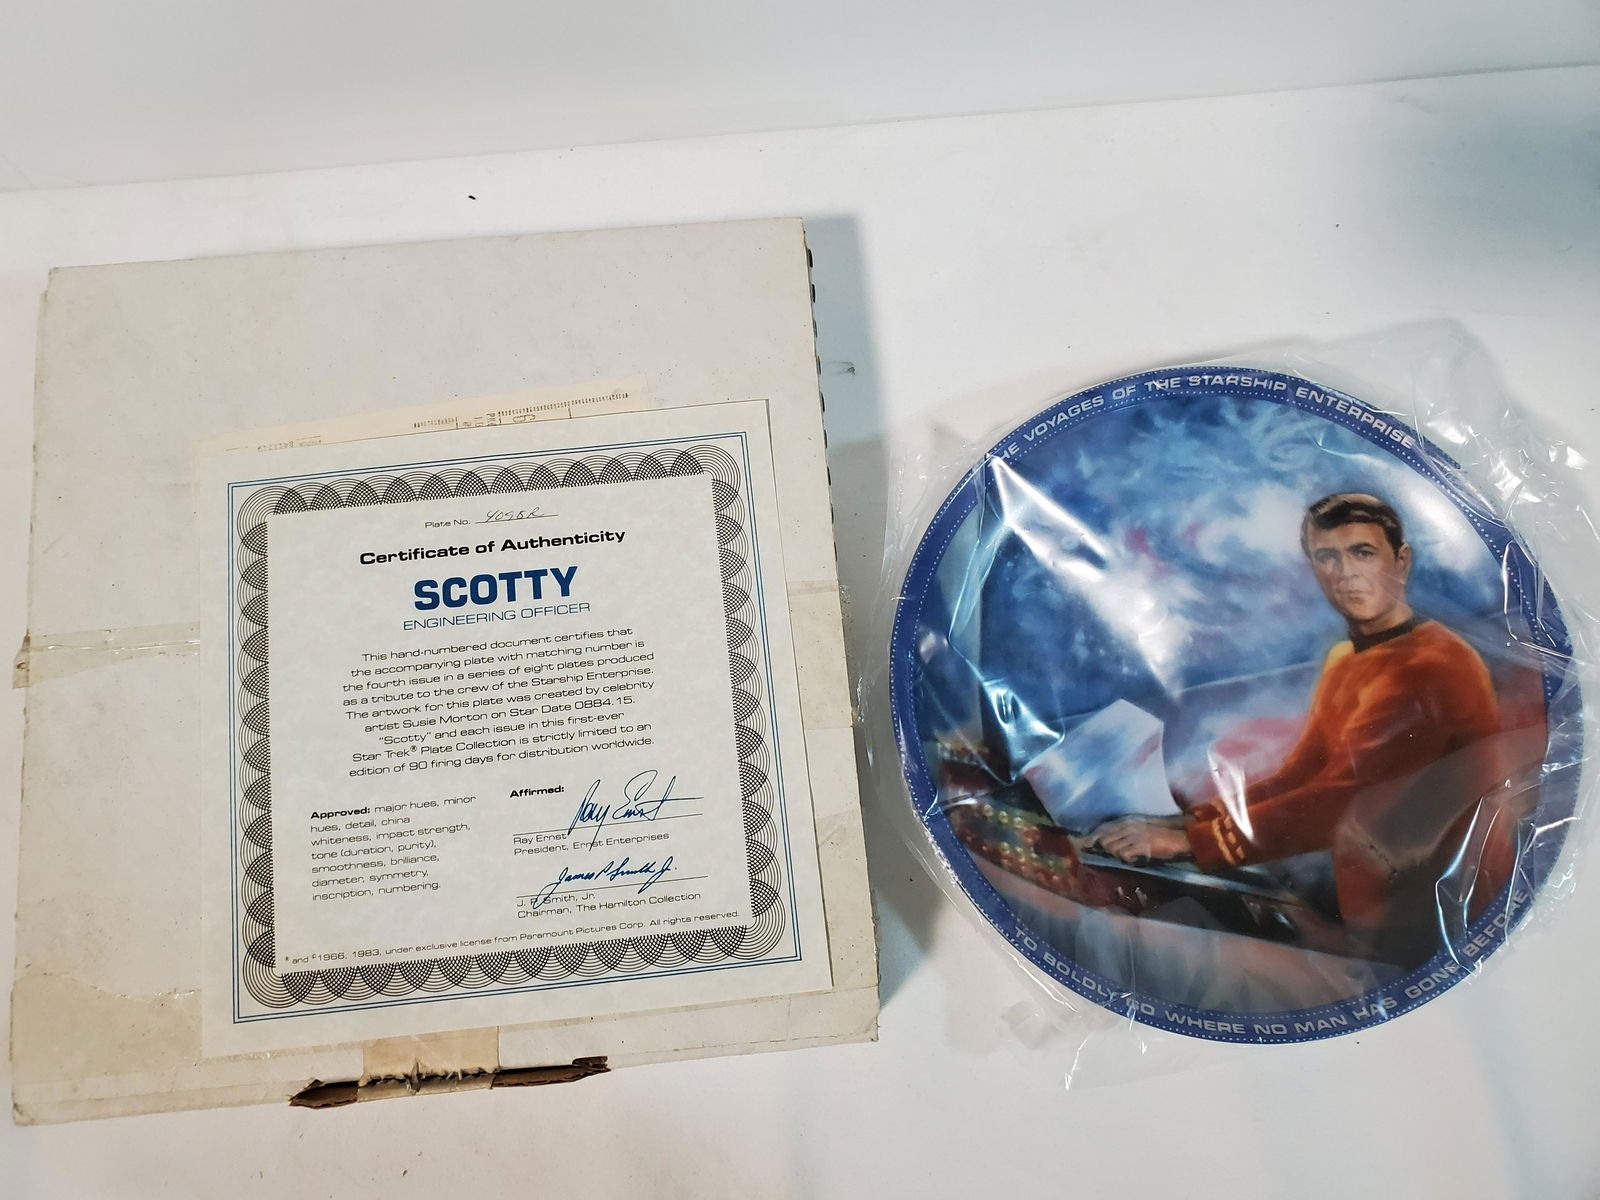 Plate No.
Certificate of Authenticity
SCOTTY
ENGINEERING OFFICER
This hand-numbered document certifies that
the accompanying plate with matching number is
the fourth issue in a series of eight plates produced
as a tribute to the crew of the Starship Enterprise.
The artwork for this plate was created by celebrity
artist Susie Morton on Star Date 0884.15.
"Scotty" and each issue in this first-ever
Star Trek® Plate Collection is strictly limited to an
edition of 90 firing days for distribution worldwide.
Approved: major hues, minor
hues, detail, china
whiteness, impact strength,
tone (duration, purity),
smoothness, brilliance,
diameter, symmetry,
inscription, numbering.
Affirmed:
Ray Ernst
Ray Ernst
President, Ernst Enterprises
James P Smith Jr.
J. P. Smith, Jr.
Chairman, The Hamilton Collection
® and ©1966, 1983, under exclusive license from Paramount Pictures Corp. All rights reserved.
THE VOYAGES OF THE STARSHIP ENTERPRISE
TO BOLDLY GO WHERE NO MAN HAS GONE BEFORE